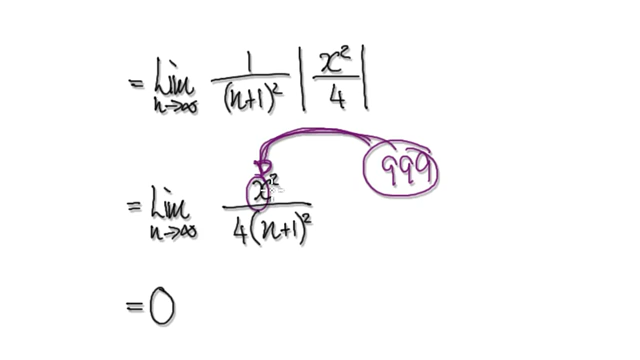 = Lim n→∞ 1/(n+1)² |x²/4|
999
= Lim n→∞ x²/4(n+1)²
= 0